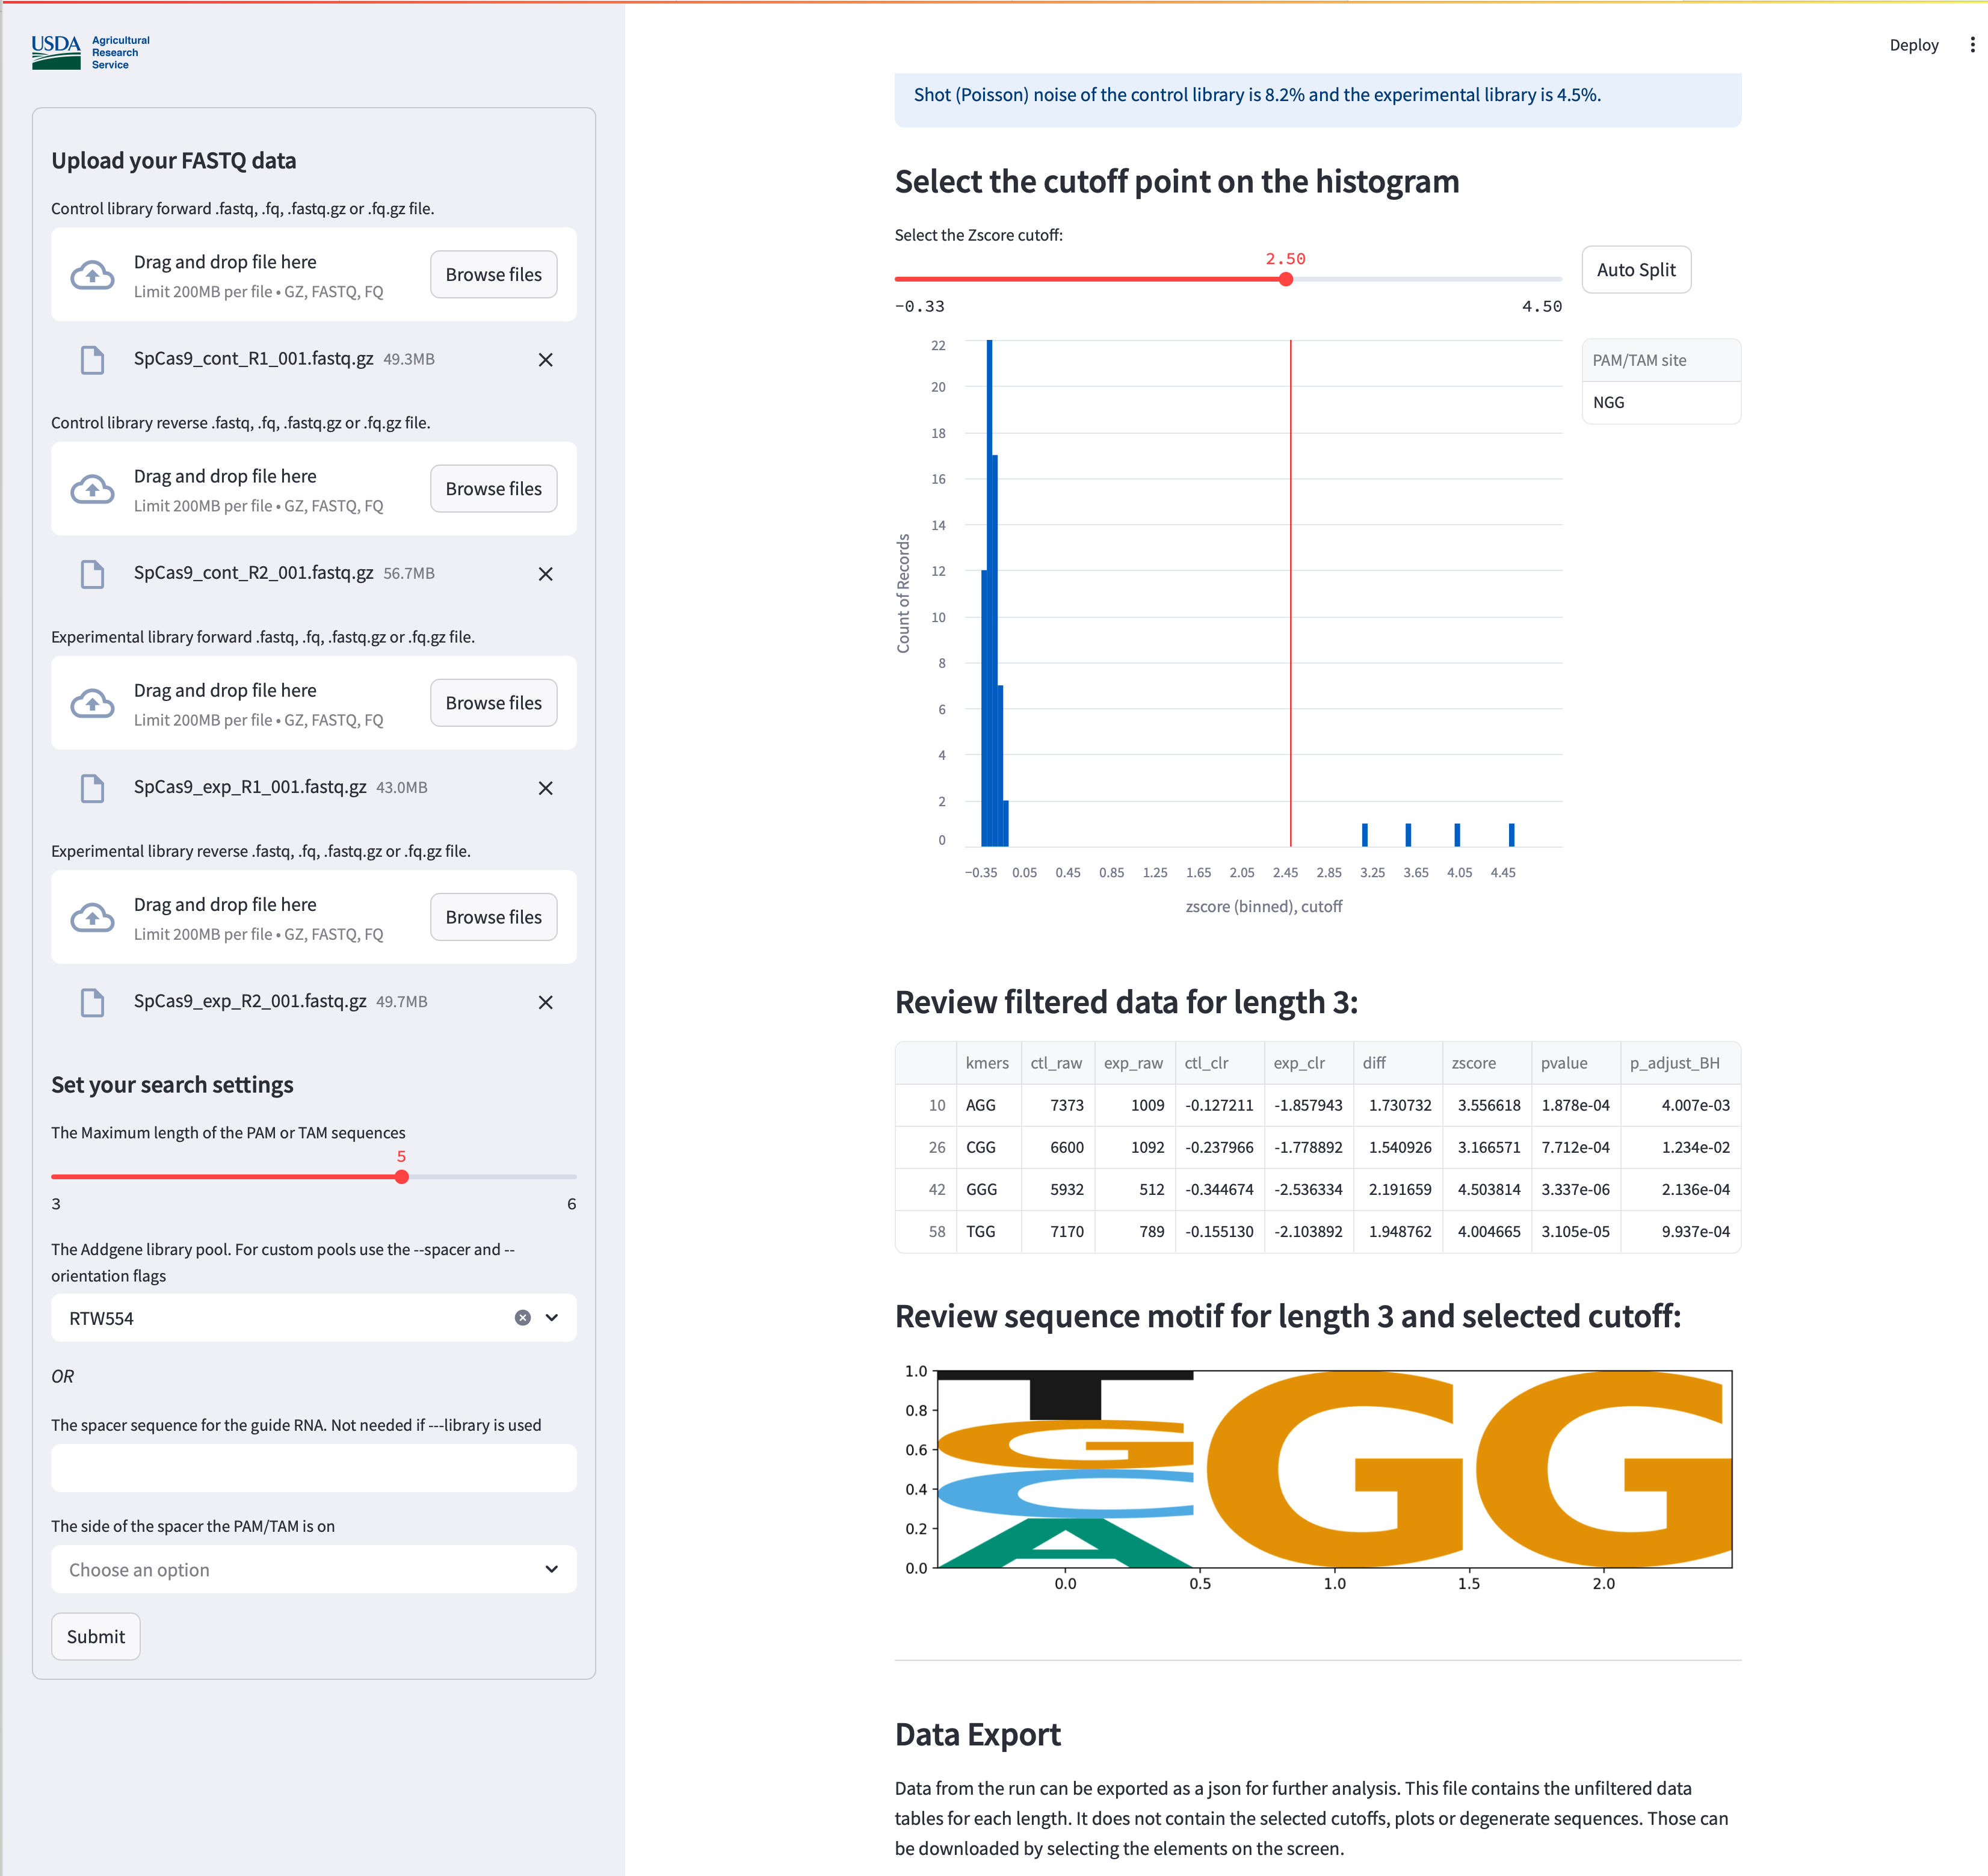 USDA
Agricultural
Research
Service
Upload your FASTQ data
Control library forward .fastq, .fq, .fastq.gz or .fq.gz file.
Drag and drop file here
Limit 200MB per file • GZ, FASTQ, FQ
Browse files
SpCas9_cont_R1_001.fastq.gz 49.3MB
Control library reverse .fastq, .fq, .fastq.gz or .fq.gz file.
Drag and drop file here
Limit 200MB per file • GZ, FASTQ, FQ
Browse files
SpCas9_cont_R2_001.fastq.gz 56.7MB
Experimental library forward .fastq, .fq, .fastq.gz or .fq.gz file.
Drag and drop file here
Limit 200MB per file • GZ, FASTQ, FQ
Browse files
SpCas9_exp_R1_001.fastq.gz 43.0MB
Experimental library reverse .fastq, .fq, .fastq.gz or .fq.gz file.
Drag and drop file here
Limit 200MB per file • GZ, FASTQ, FQ
Browse files
SpCas9_exp_R2_001.fastq.gz 49.7MB
Set your search settings
The Maximum length of the PAM or TAM sequences
5
3 6
The Addgene library pool. For custom pools use the --spacer and --
orientation flags
RTW554
OR
The spacer sequence for the guide RNA. Not needed if ---library is used
The side of the spacer the PAM/TAM is on
Choose an option
Submit
Deploy
Shot (Poisson) noise of the control library is 8.2% and the experimental library is 4.5%.
Select the cutoff point on the histogram
Select the Zscore cutoff:
2.50
−0.33 4.50
Auto Split
PAM/TAM site
NGG
Count of Records
22
20
18
16
14
12
10
8
6
4
2
0
−0.35 0.05 0.45 0.85 1.25 1.65 2.05 2.45 2.85 3.25 3.65 4.05 4.45
zscore (binned), cutoff
Review filtered data for length 3:
kmers ctl_raw exp_raw ctl_clr exp_clr diff zscore pvalue p_adjust_BH
10 AGG 7373 1009 -0.127211 -1.857943 1.730732 3.556618 1.878e-04 4.007e-03
26 CGG 6600 1092 -0.237966 -1.778892 1.540926 3.166571 7.712e-04 1.234e-02
42 GGG 5932 512 -0.344674 -2.536334 2.191659 4.503814 3.337e-06 2.136e-04
58 TGG 7170 789 -0.155130 -2.103892 1.948762 4.004665 3.105e-05 9.937e-04
Review sequence motif for length 3 and selected cutoff:
1.0
0.8
0.6
0.4
0.2
0.0
T
G
C
A
G G
0.0 0.5 1.0 1.5 2.0
Data Export
Data from the run can be exported as a json for further analysis. This file contains the unfiltered data
tables for each length. It does not contain the selected cutoffs, plots or degenerate sequences. Those can
be downloaded by selecting the elements on the screen.